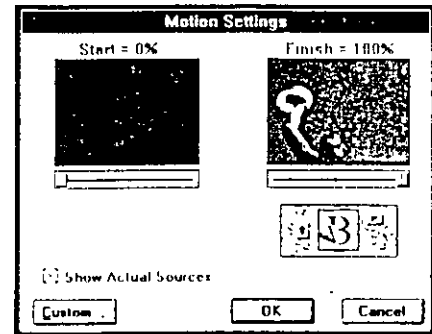 Motion Settings
Start = 0% Finish = 100%
Show Actual Sources
Custom . OK Cancel